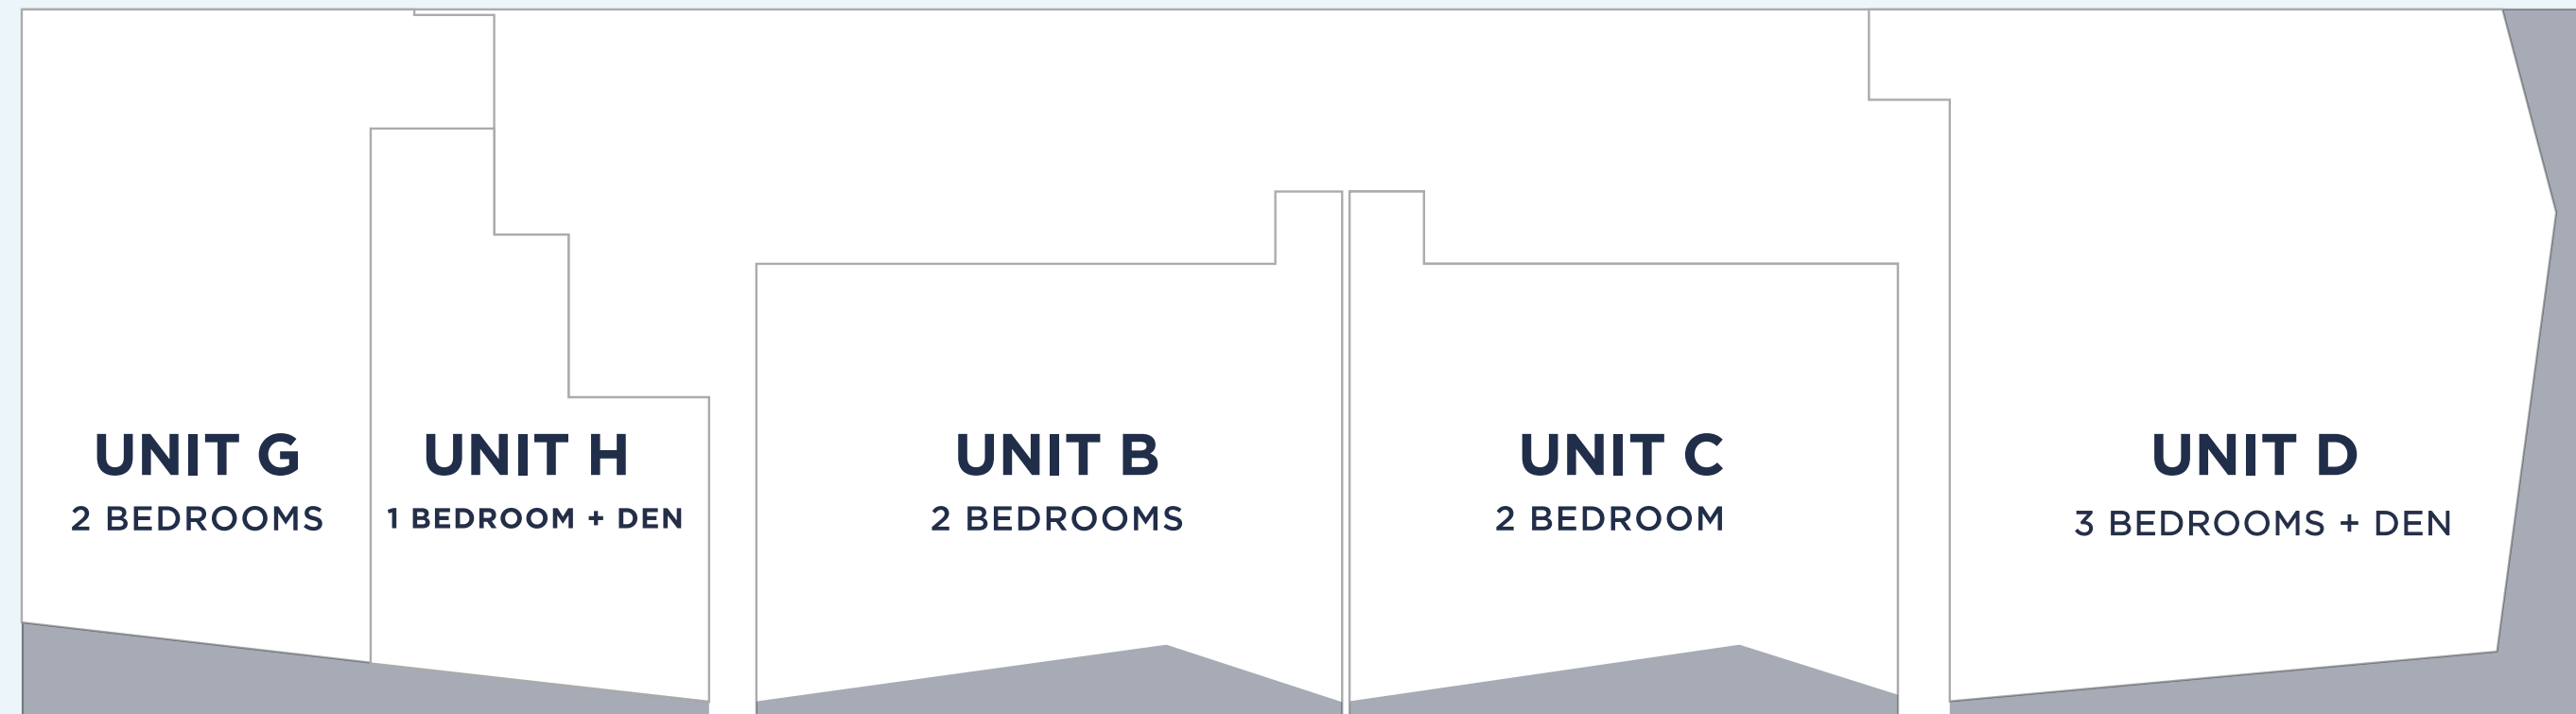 UNIT G
2 BEDROOMS
UNIT H
1 BEDROOM + DEN
UNIT B
2 BEDROOMS
UNIT C
2 BEDROOM
UNIT D
3 BEDROOMS + DEN